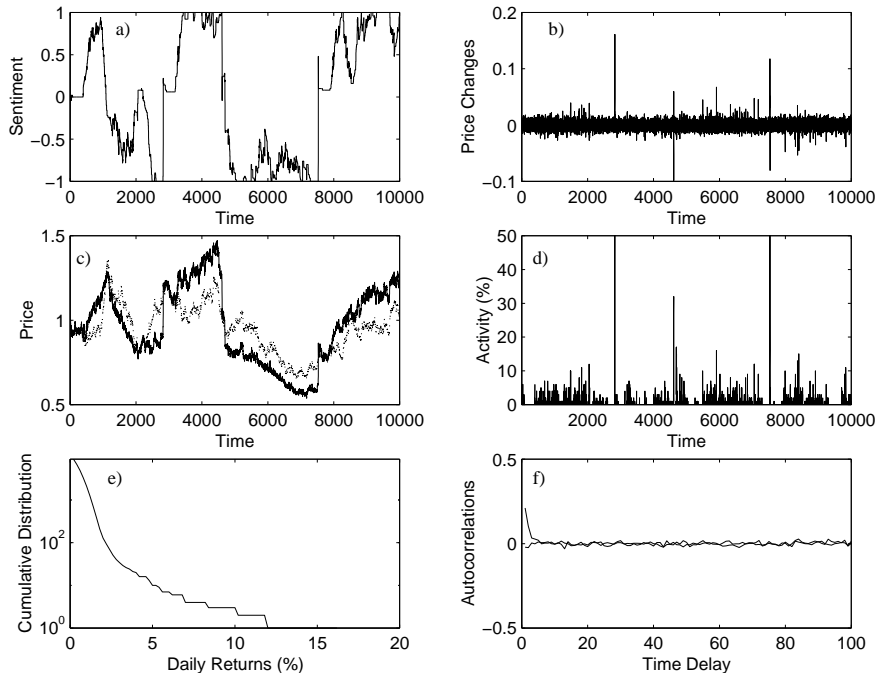 a)
1
0.5
0
−0.5
−1
Sentiment
0 2000 4000 6000 8000 10000
Time
b)
0.2
0.1
0
−0.1
Price Changes
0 2000 4000 6000 8000 10000
Time
c)
1.5
1
0.5
Price
0 2000 4000 6000 8000 10000
Time
d)
50
40
30
20
10
0
Activity (%)
0 2000 4000 6000 8000 10000
Time
e)
10^2
10^0
Cumulative Distribution
0 5 10 15 20
Daily Returns (%)
f)
0.5
0
−0.5
Autocorrelations
0 20 40 60 80 100
Time Delay